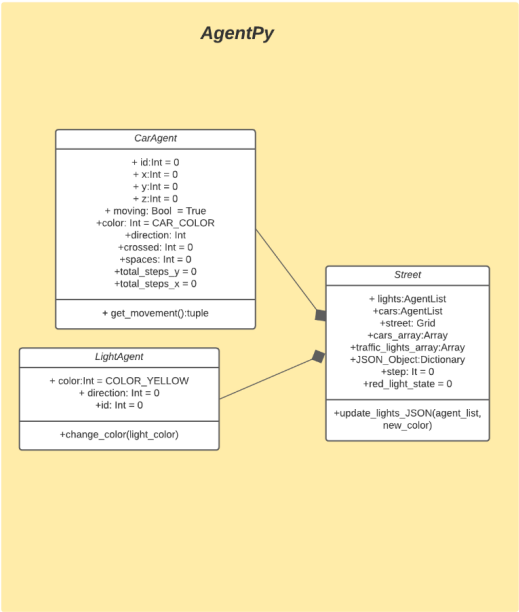 AgentPy
CarAgent
+ id:Int = 0
+ x:Int = 0
+ y:Int = 0
+ z:Int = 0
+ moving: Bool = True
+color: Int = CAR_COLOR
+direction: Int
+crossed: Int = 0
+spaces: Int = 0
+total_steps_y = 0
+total_steps_x = 0
+ get_movement():tuple
LightAgent
+ color:Int = COLOR_YELLOW
+ direction: Int = 0
+id: Int = 0
+change_color(light_color)
Street
+ lights:AgentList
+cars:AgentList
+street: Grid
+cars_array:Array
+traffic_lights_array:Array
+JSON_Object:Dictionary
+step: It = 0
+red_light_state = 0
+update_lights_JSON(agent_list,
new_color)